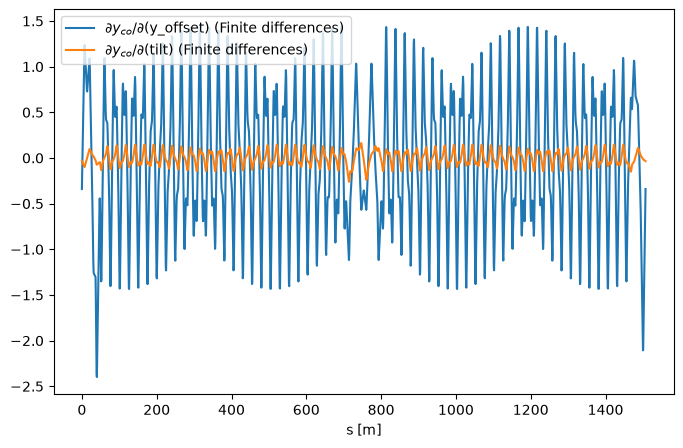 ∂y_co/∂(y_offset) (Finite differences)
∂y_co/∂(tilt) (Finite differences)
1.5
1.0
0.5
0.0
−0.5
−1.0
−1.5
−2.0
−2.5
0 200 400 600 800 1000 1200 1400
s [m]